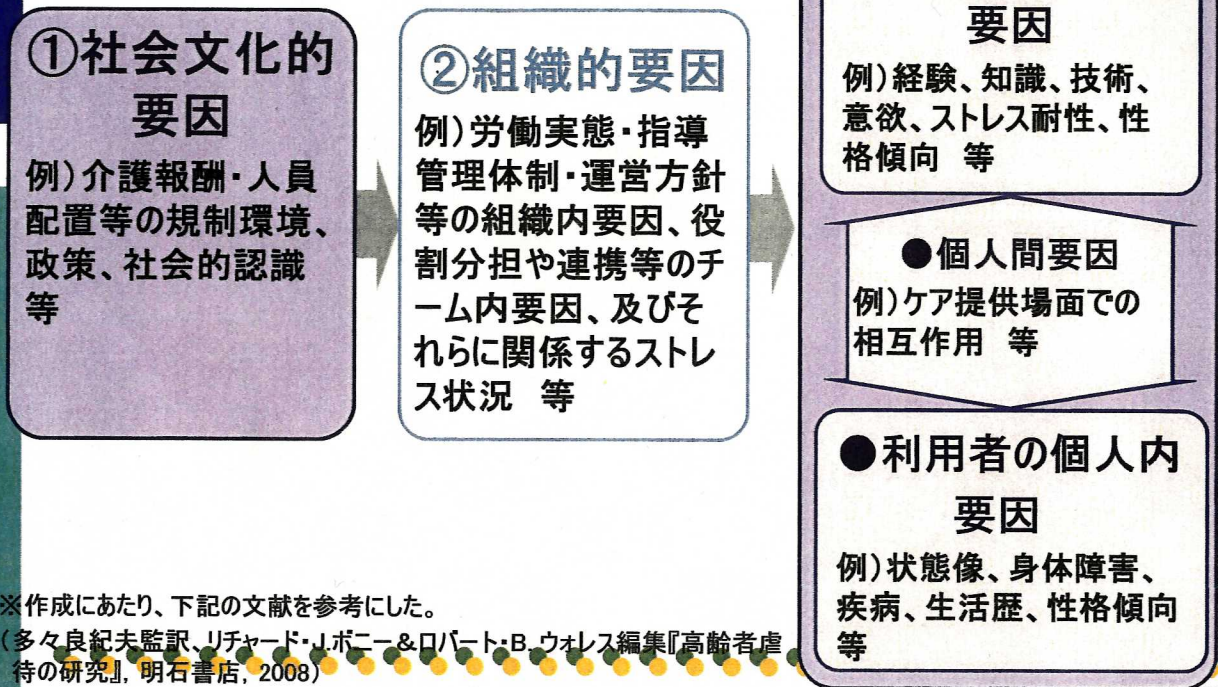 ①社会文化的
要因
例)介護報酬・人員
配置等の規制環境、
政策、社会的認識
等
②組織的要因
例)労働実態・指導
管理体制・運営方針
等の組織内要因、役
割分担や連携等のチ
ーム内要因、及びそ
れらに関係するストレ
ス状況 等
要因
例)経験、知識、技術、
意欲、ストレス耐性、性
格傾向 等
●個人間要因
例)ケア提供場面での
相互作用 等
●利用者の個人内
要因
例)状態像、身体障害、
疾病、生活歴、性格傾向
等
※作成にあたり、下記の文献を参考にした。
(多々良紀夫監訳、リチャード・J.ボニー&ロバート・B.ウォレス編集『高齢者虐
待の研究』, 明石書店, 2008)